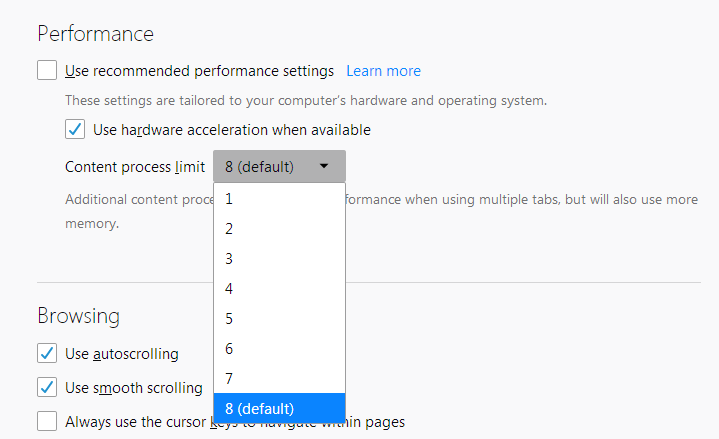 Performance
Use recommended performance settings Learn more
These settings are tailored to your computer's hardware and operating system.
Use hardware acceleration when available
Content process limit 8 (default)
Additional content proce formance when using multiple tabs, but will also use more
memory.
1
2
3
4
5
6
7
8 (default)
Browsing
Use autoscrolling
Use smooth scrolling
Always use the cursor keys to navigate within pages